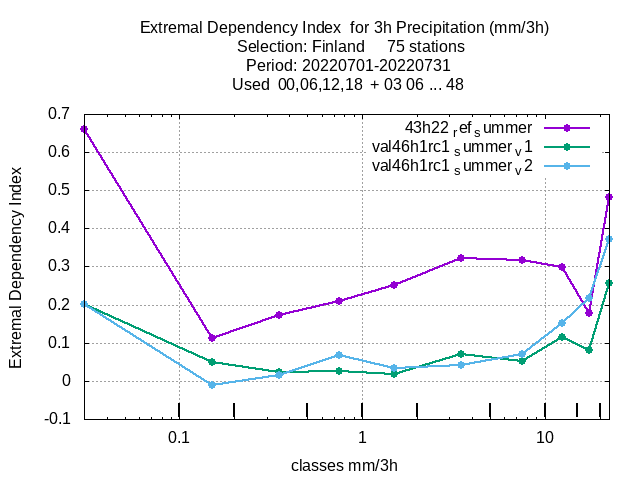 Extremal Dependency Index  for 3h Precipitation (mm/3h)
Selection: Finland     75 stations
Period: 20220701-20220731
Used  00,06,12,18  + 03 06 ... 48
43h22 ref summer
val46h1rc1 summer v1
val46h1rc1 summer v2
0.7
0.6
0.5
0.4
0.3
0.2
0.1
0
-0.1
Extremal Dependency Index
0.1
1
10
classes mm/3h